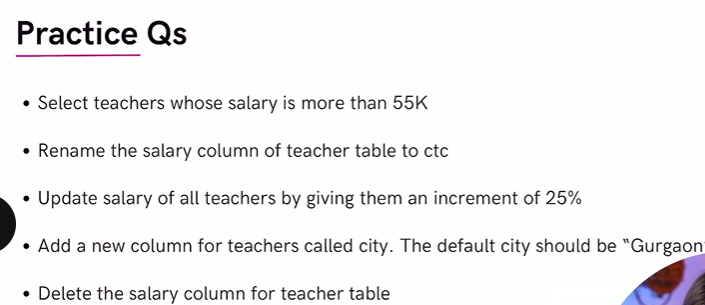 Practice Qs
• Select teachers whose salary is more than 55K
• Rename the salary column of teacher table to ctc
• Update salary of all teachers by giving them an increment of 25%
• Add a new column for teachers called city. The default city should be “Gurgaon”
• Delete the salary column for teacher table